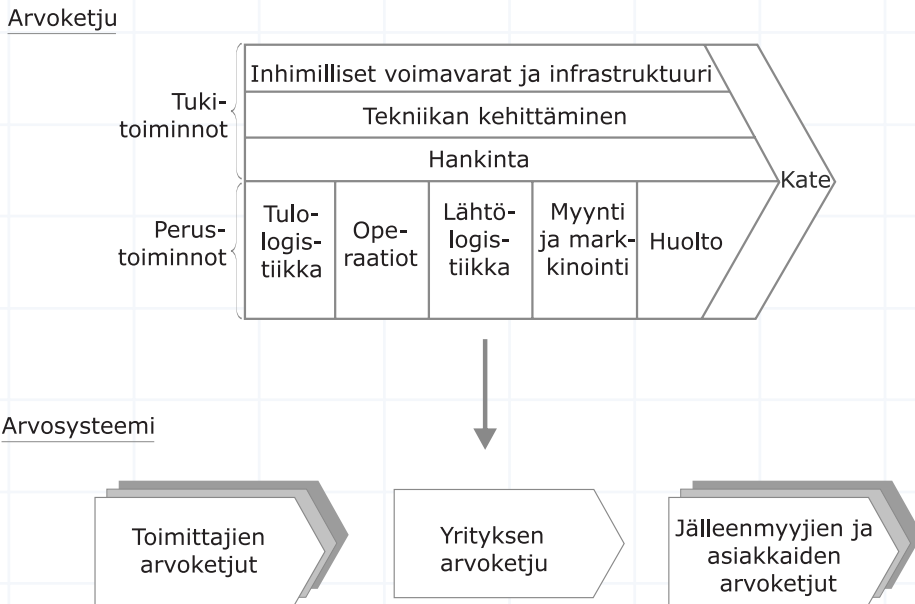 Arvoketju
Inhimilliset voimavarat ja infrastruktuuri
Tuki-
toiminnot
Tekniikan kehittäminen
Hankinta
Kate
Perus-
toiminnot
Tulo-
logis-
tiikka
Ope-
raatiot
Lähtö-
logis-
tiikka
Myynti
ja mark-
kinointi
Huolto
Arvosysteemi
Toimittajien
arvoketjut
Yrityksen
arvoketju
Jälleenmyyjien ja
asiakkaiden
arvoketjut